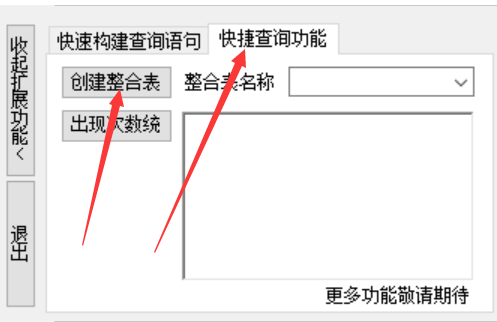 收起扩展功能<
退出
快速构建查询语句 快捷查询功能
创建整合表 整合表名称
出现次数统
更多功能敬请期待